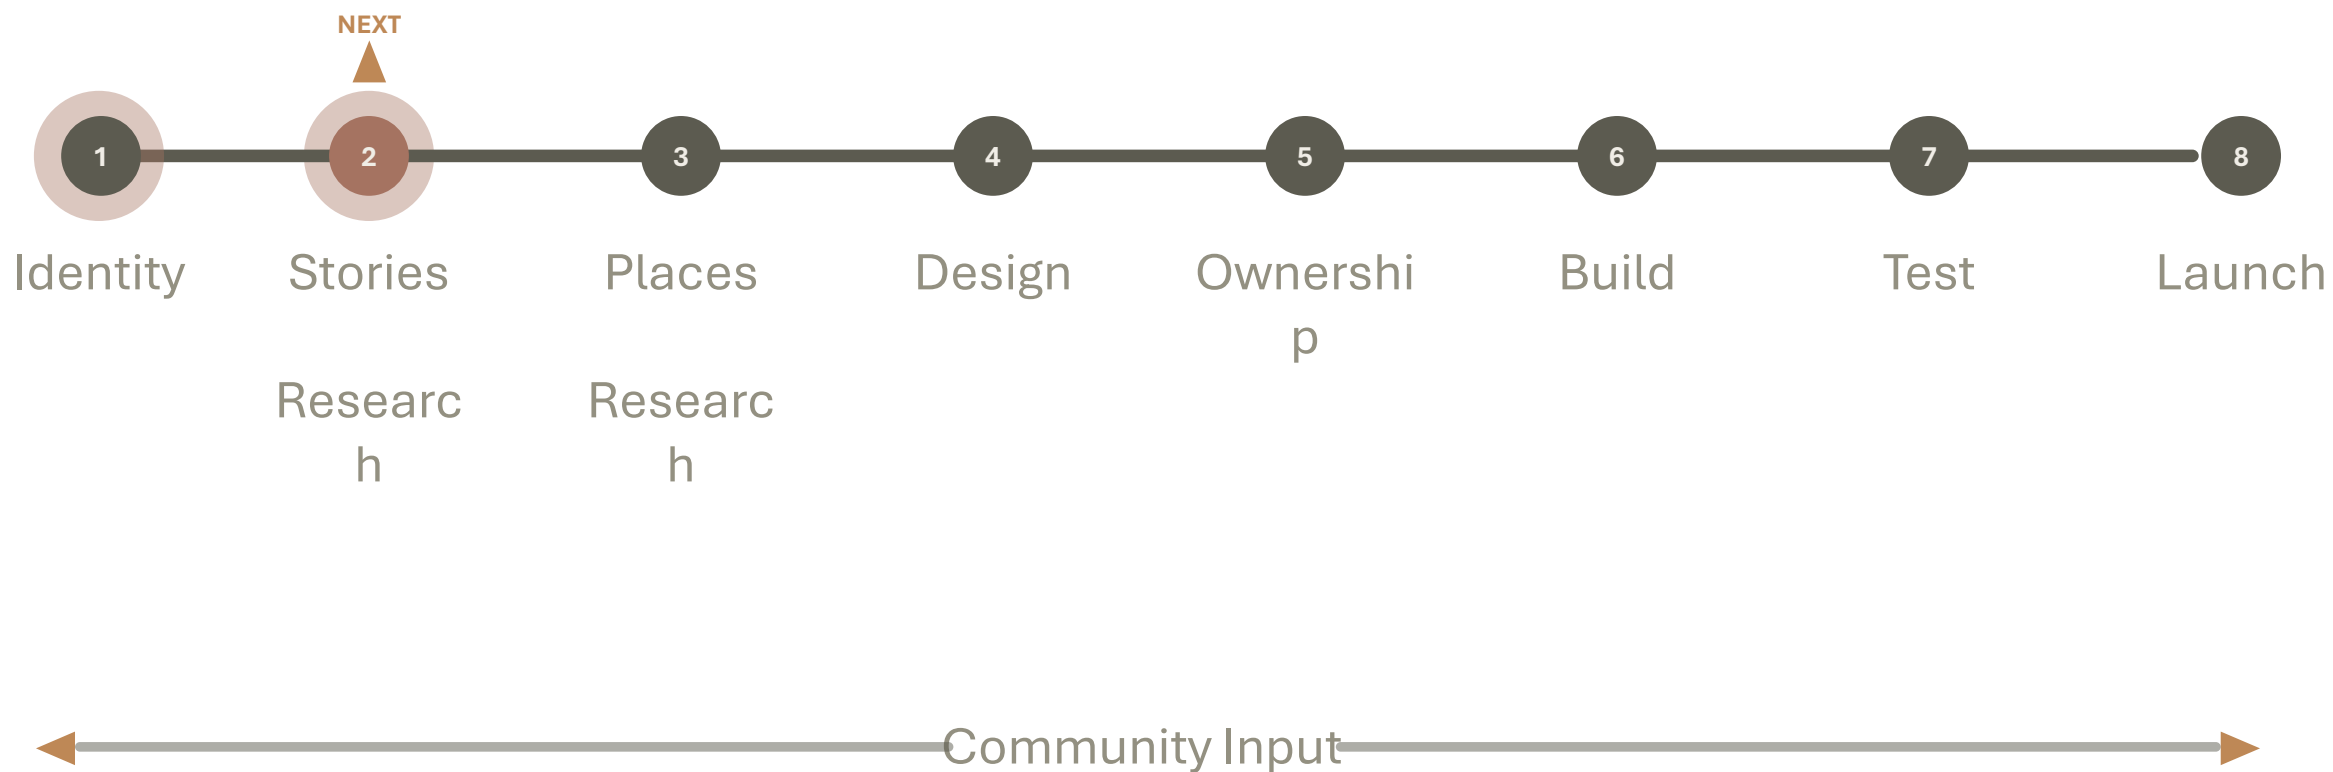 NEXT
1 2 3 4 5 6 7 8
Identity Stories Places Design Ownershi Build Test Launch
p
Researc Researc
h h
Community Input